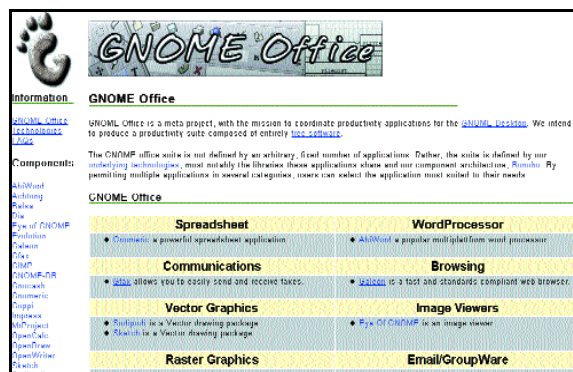 GNOME Office
Information
GNOME Office
Technologies
FAQs
Components
AbiWord
Achtung
Balsa
Dia
Eye of GNOME
Evolution
Galeon
Gfax
GIMP
GNOME-DB
Gnucash
Gnumeric
Guppi
Impress
MrProject
OpenCalc
OpenDraw
OpenWriter
Sketch
GNOME Office
GNOME Office is a meta project, with the mission to coordinate productivity applications for the GNOME Desktop. We intend
to produce a productivity suite composed of entirely free software.
The GNOME office suite is not defined by an arbitrary, fixed number of applications. Rather, the suite is defined by our
underlying technologies, most notably the libraries these applications share and our component architecture, Bonobo. By
permitting multiple applications in several categories, users can select the application most suited to their needs
GNOME Office
Spreadsheet
Gnumeric a powerful spreadsheet application
WordProcessor
AbiWord a popular multiplatform word processor
Communications
Gfax allows you to easily send and receive faxes.
Browsing
Galeon is a fast and standards compliant web browser.
Vector Graphics
Sodipodi is a Vector drawing package
Sketch is a Vector drawing package
Image Viewers
Eye Of GNOME is an image viewer
Raster Graphics
Email/GroupWare